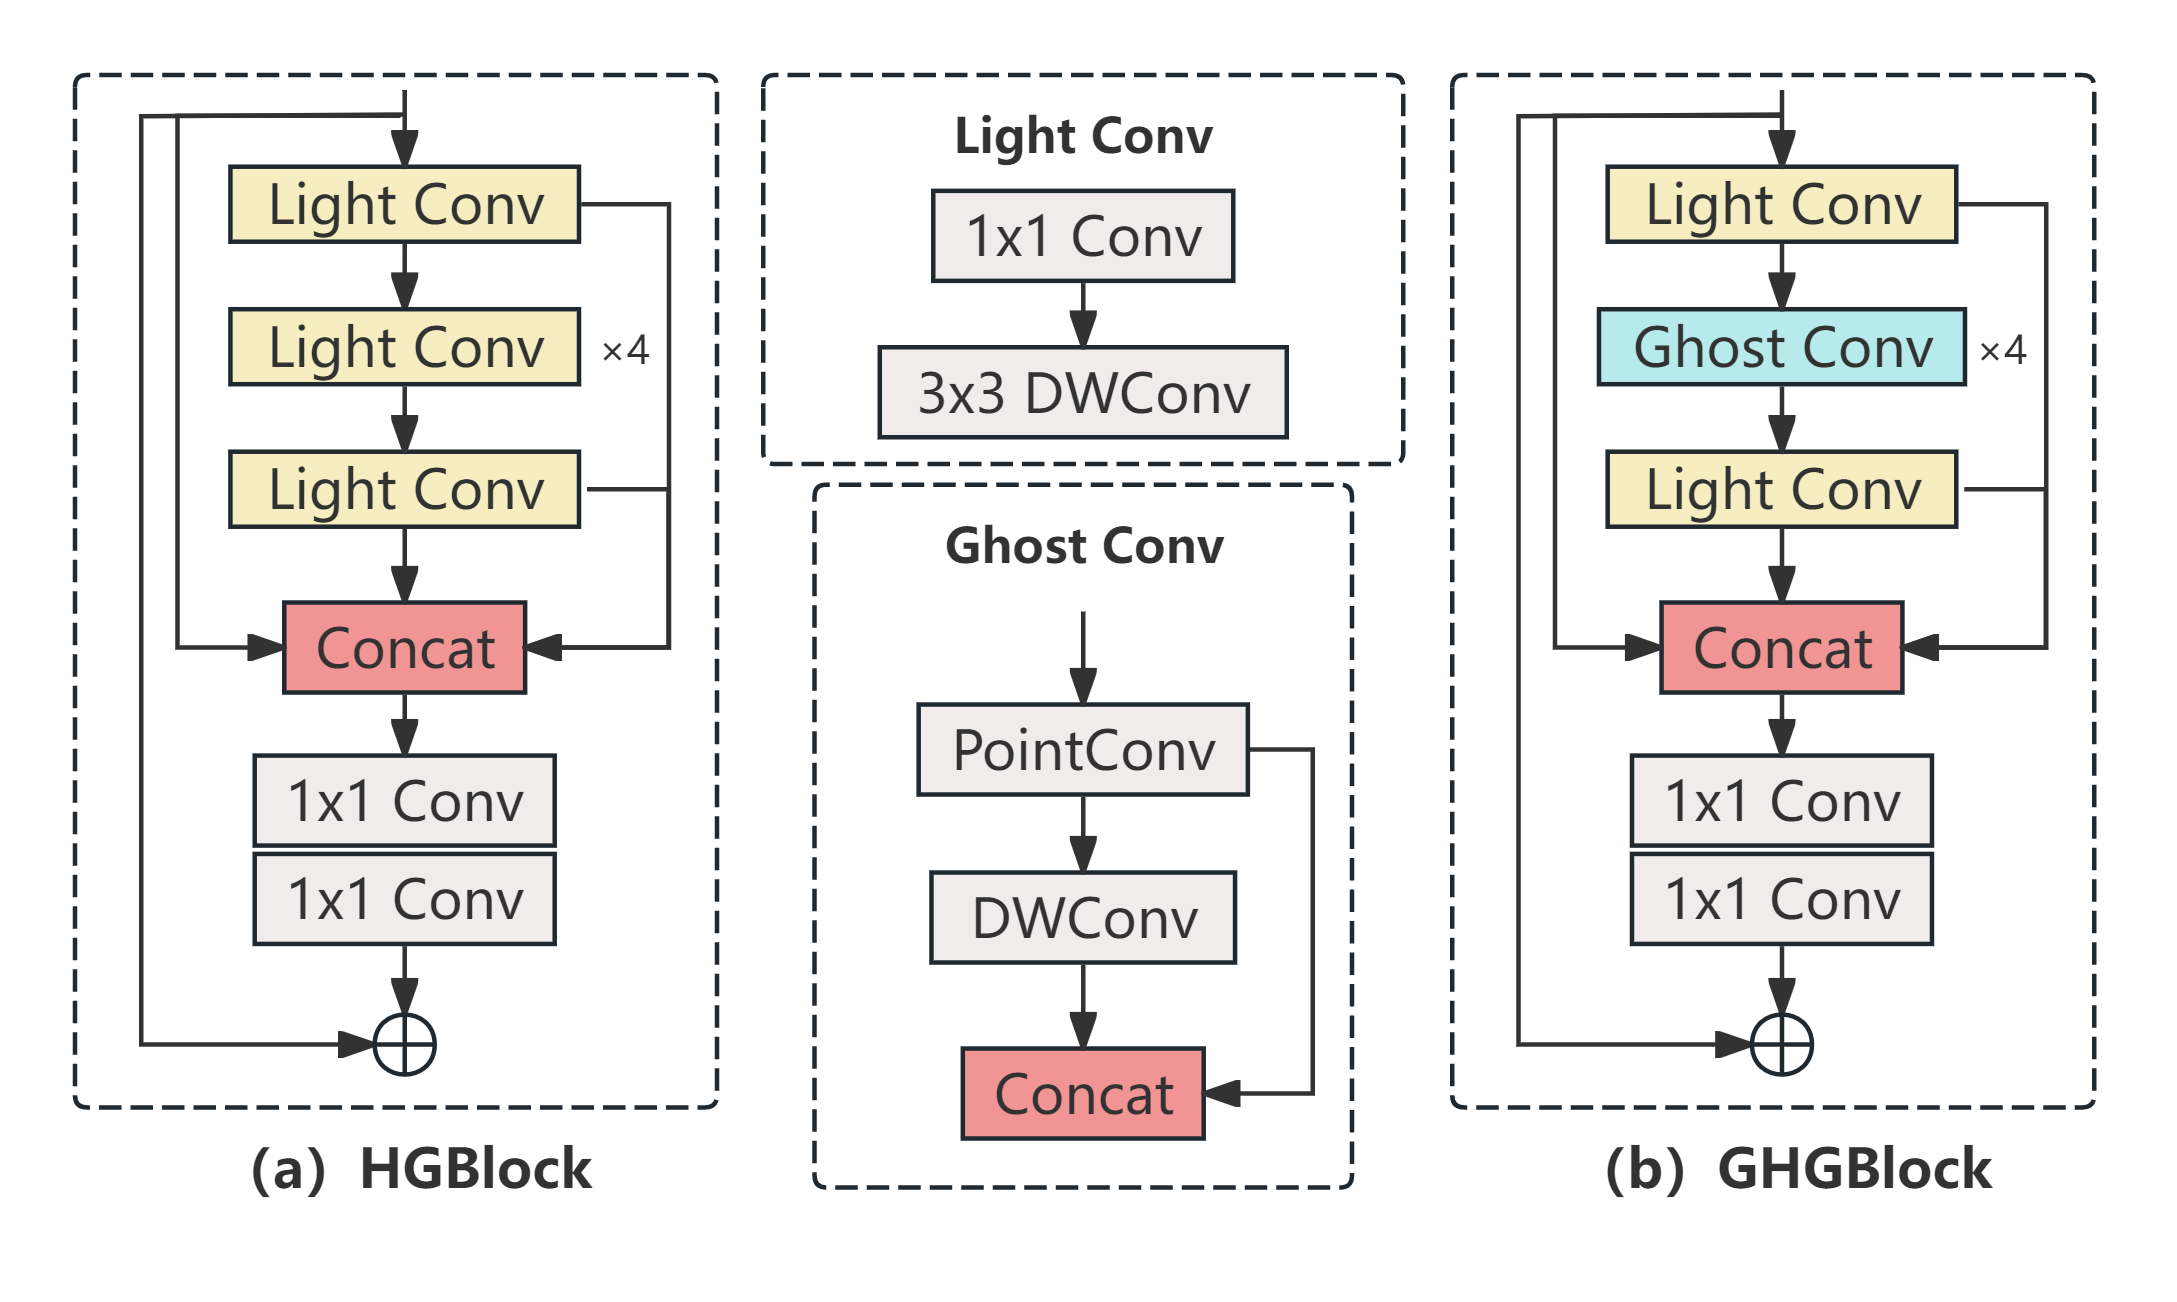 Light Conv
Light Conv
×4
Light Conv
Concat
1x1 Conv
1x1 Conv
(a) HGBlock
Light Conv
1x1 Conv
3x3 DWConv
Ghost Conv
PointConv
DWConv
Concat
Light Conv
Ghost Conv
×4
Light Conv
Concat
1x1 Conv
1x1 Conv
(b) GHGBlock